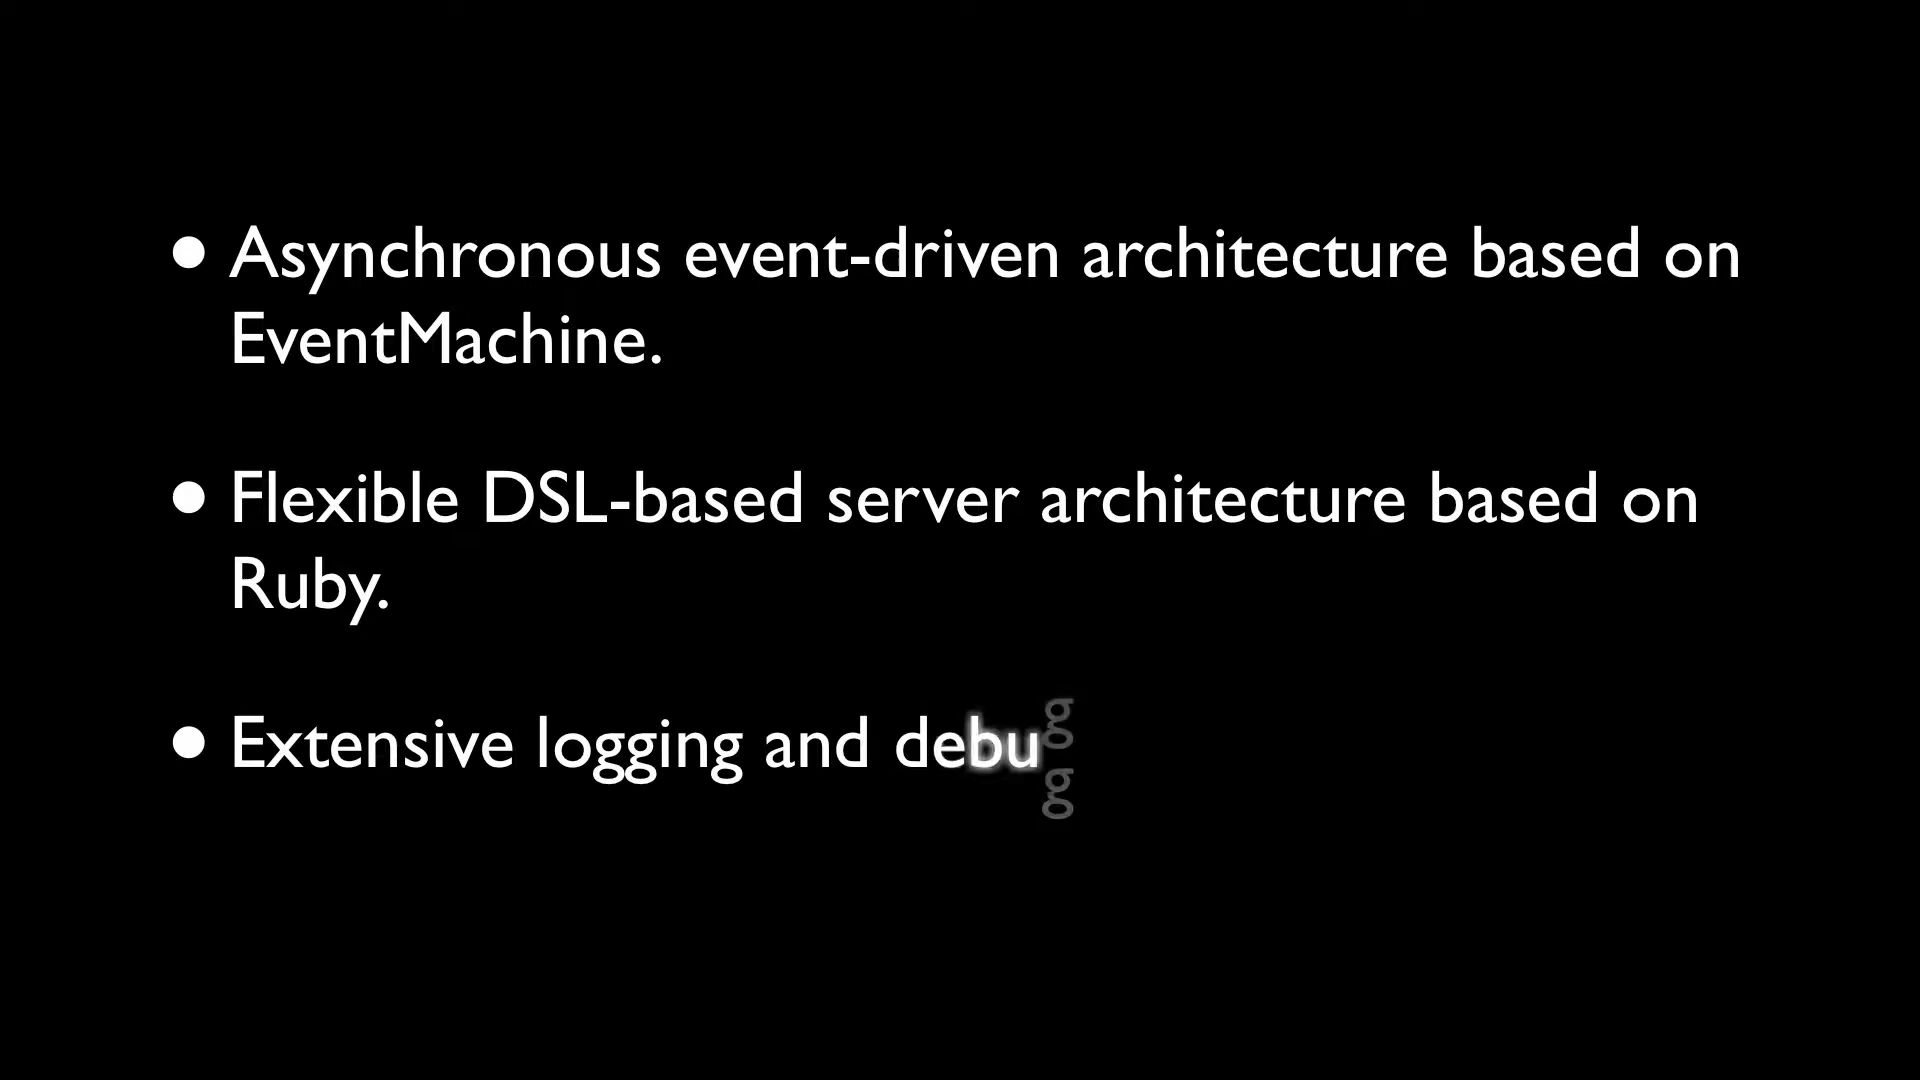 • Asynchronous event-driven architecture based on
EventMachine.
• Flexible DSL-based server architecture based on
Ruby.
• Extensive logging and debu